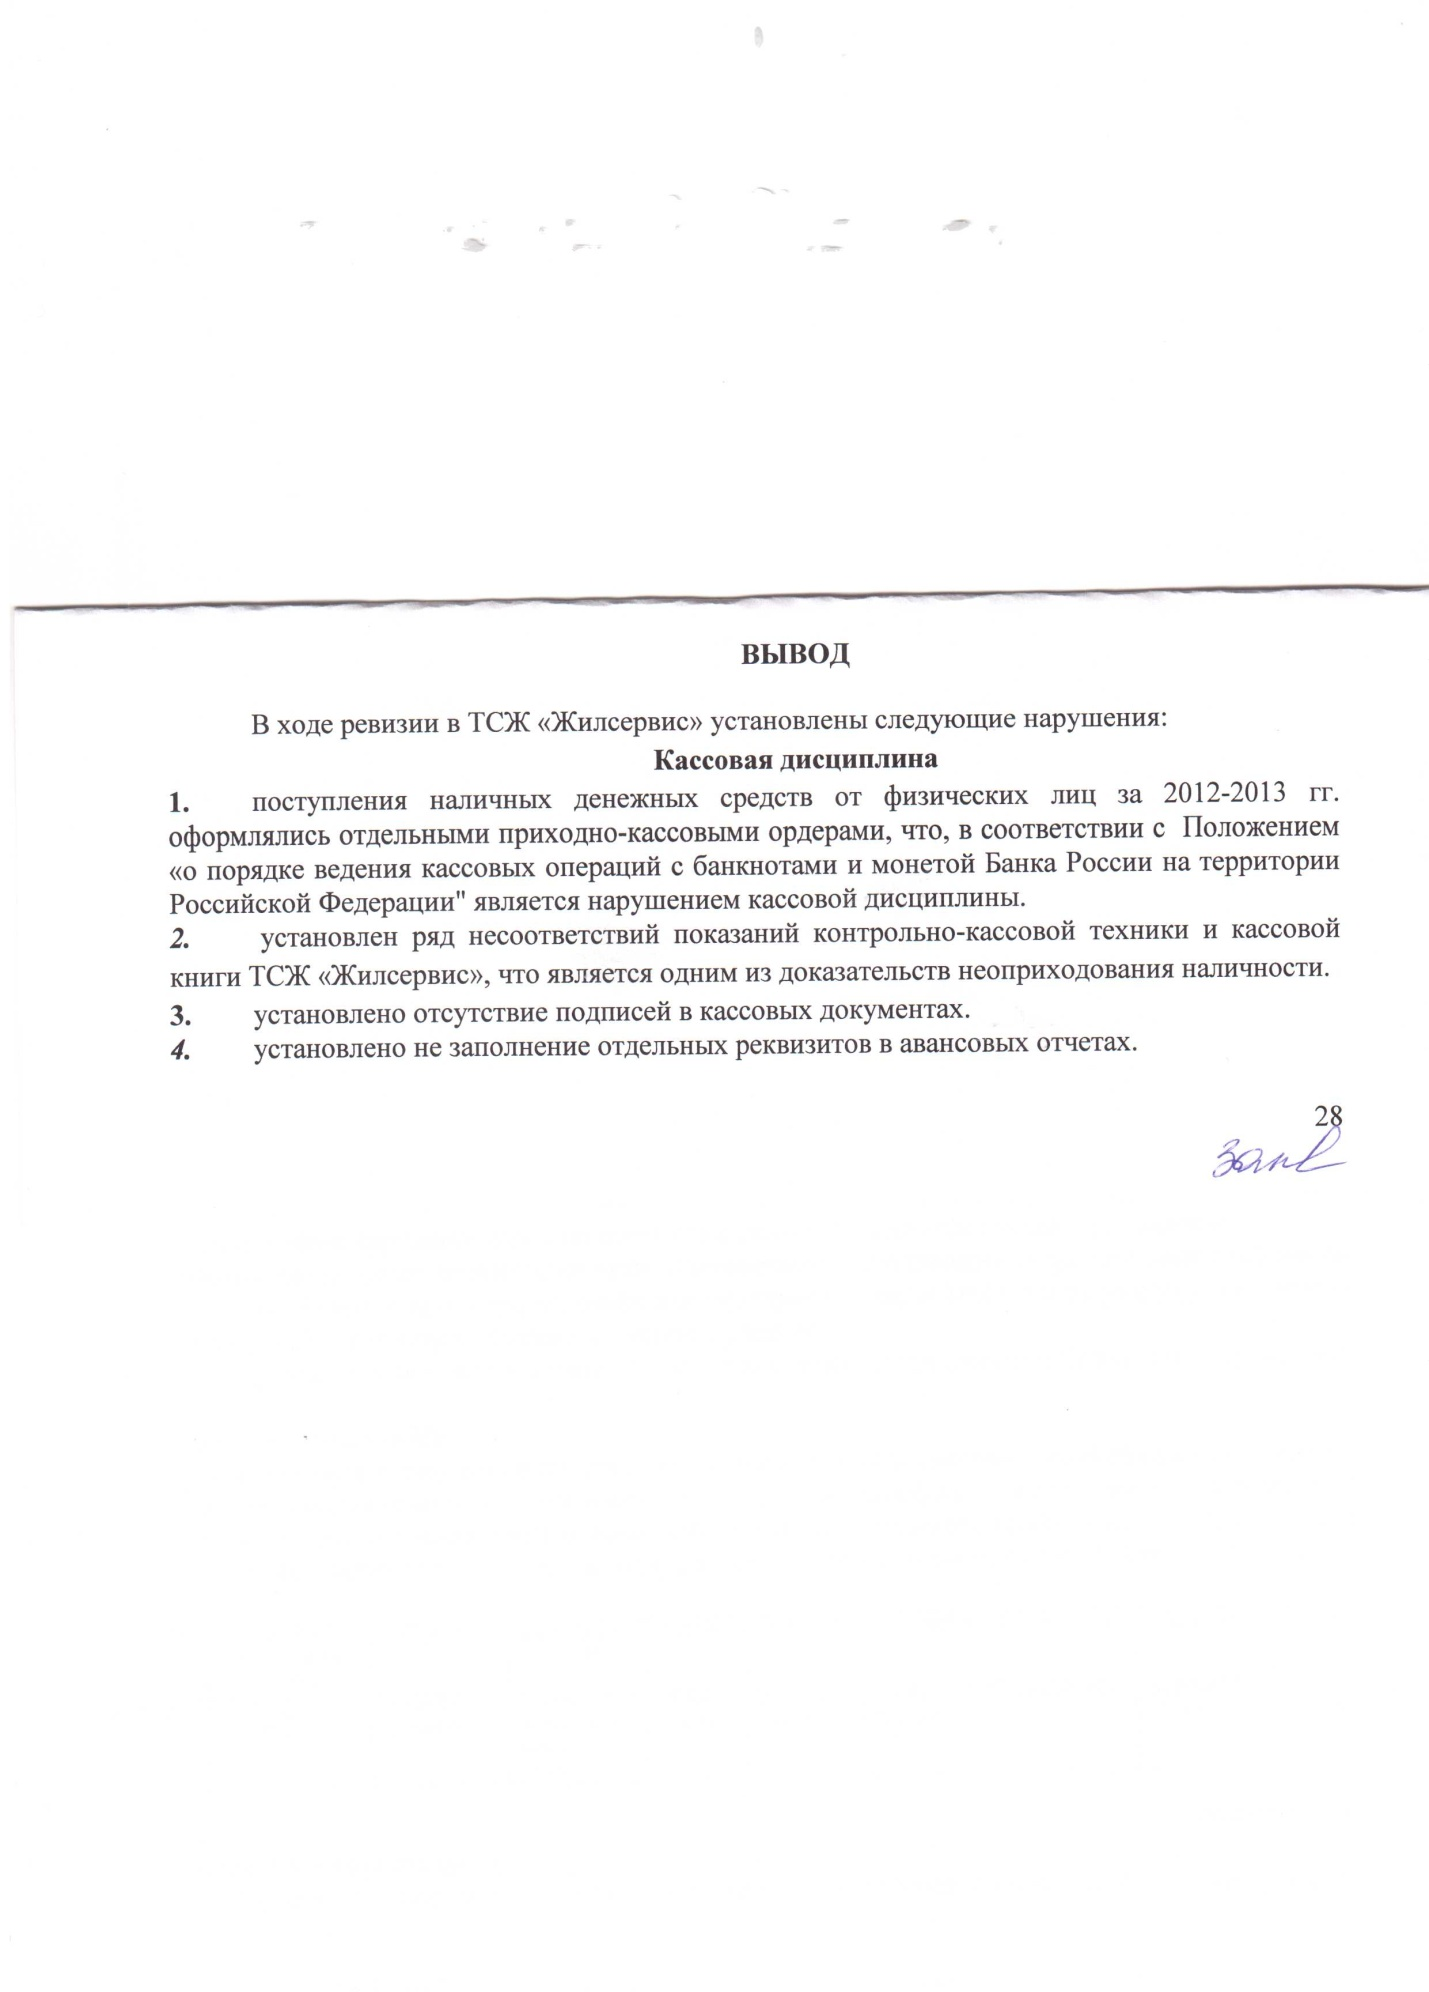 ВЫВОД
В ходе ревизии в ТСЖ «Жилсервис» установлены следующие нарушения:
Кассовая дисциплина
1. поступления наличных денежных средств от физических лиц за 2012-2013 гг.
оформлялись отдельными приходно-кассовыми ордерами, что, в соответствии с Положением
«о порядке ведения кассовых операций с банкнотами и монетой Банка России на территории
Российской Федерации" является нарушением кассовой дисциплины.
2. установлен ряд несоответствий показаний контрольно-кассовой техники и кассовой
книги ТСЖ «Жилсервис», что является одним из доказательств неоприходования наличности.
3. установлено отсутствие подписей в кассовых документах.
4. установлено не заполнение отдельных реквизитов в авансовых отчетах.
28